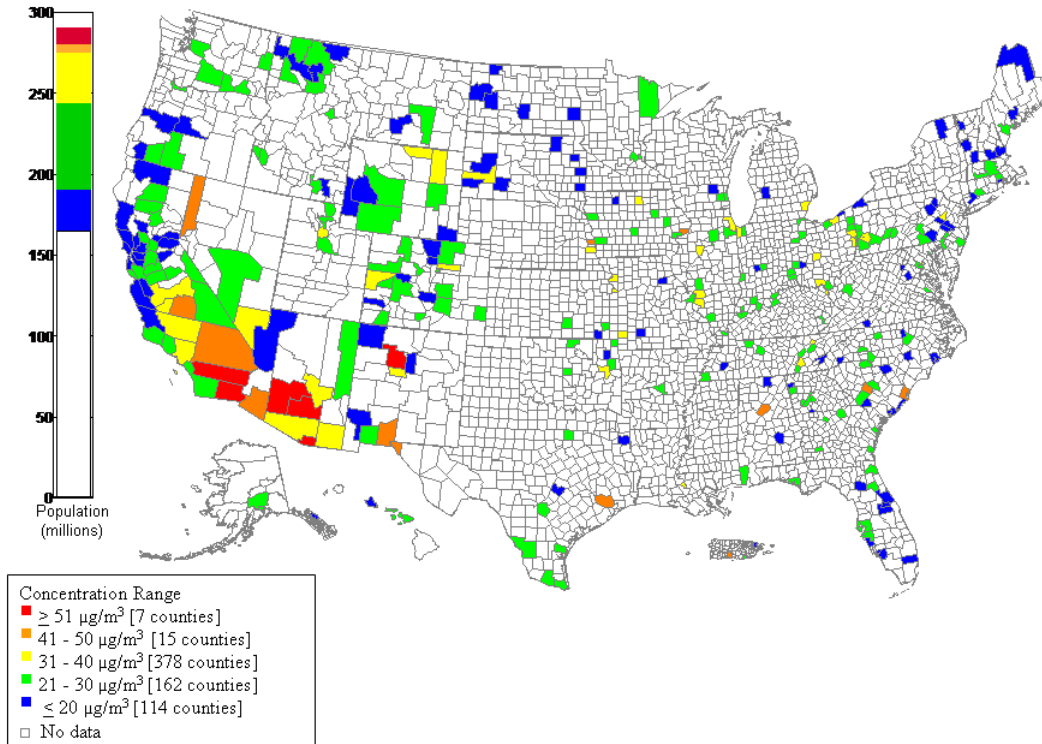 300
250
200
150
100
50
0
Population
(millions)
Concentration Range
≥ 51 µg/m³ [7 counties]
41 - 50 µg/m³ [15 counties]
31 - 40 µg/m³ [378 counties]
21 - 30 µg/m³ [162 counties]
≤ 20 µg/m³ [114 counties]
No data